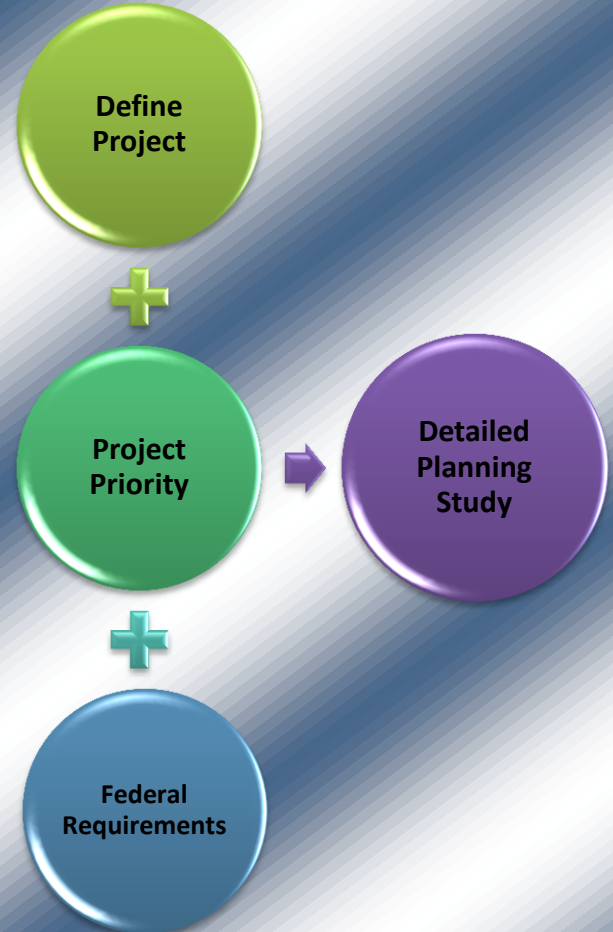 Define
Project
Project
Priority
Detailed
Planning
Study
Federal
Requirements